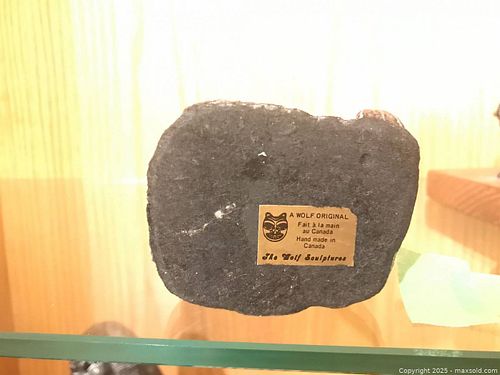 A WOLF ORIGINAL
Fait à la main
au Canada
Hand made in
Canada
The Wolf Sculptures
Copyright 2025 - maxsold.com